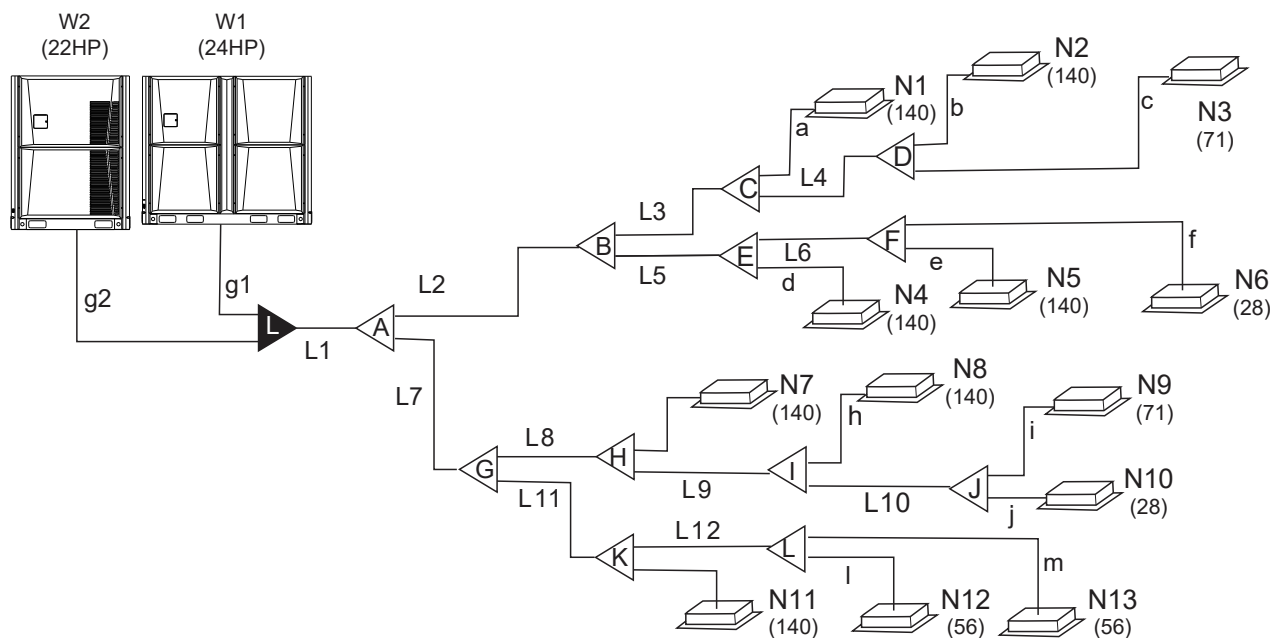 W2
(22HP)
W1
(24HP)
N1
(140)
N2
(140)
N3
(71)
a
b
c
C
L4
D
L3
B
L5
E
L6
F
d
e
f
N4
(140)
N5
(140)
N6
(28)
g2
g1
L
L1
A
L2
L7
N7
(140)
N8
(140)
N9
(71)
h
i
L8
H
G
L9
I
L10
J
j
N10
(28)
L11
L12
K
L
l
m
N11
(140)
N12
(56)
N13
(56)